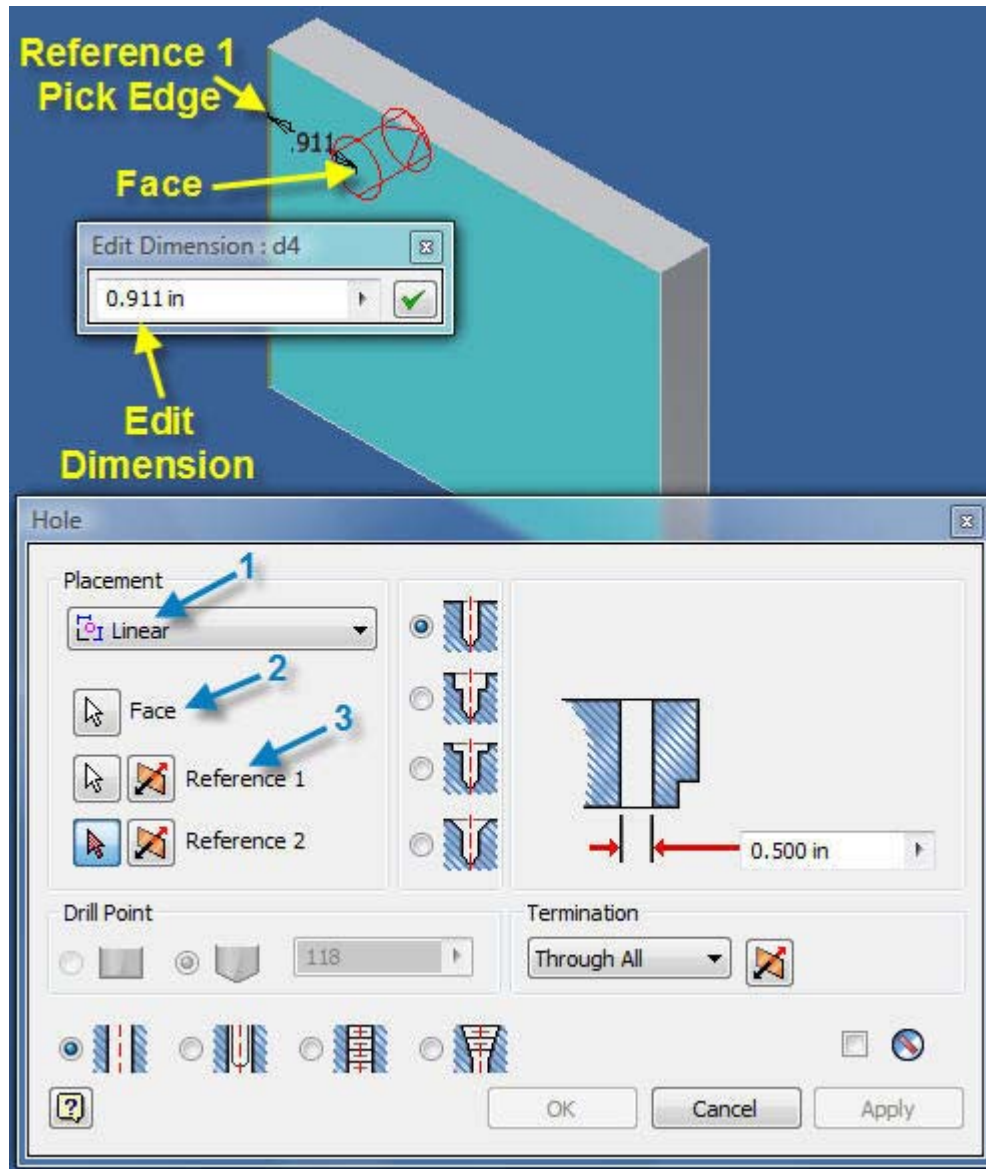 Reference 1
Pick Edge
.911
Face
Edit Dimension : d4
0.911 in
Edit
Dimension
Hole
Placement
1
Linear
2
Face
3
Reference 1
Reference 2
0.500 in
Drill Point
118
Termination
Through All
?
OK
Cancel
Apply